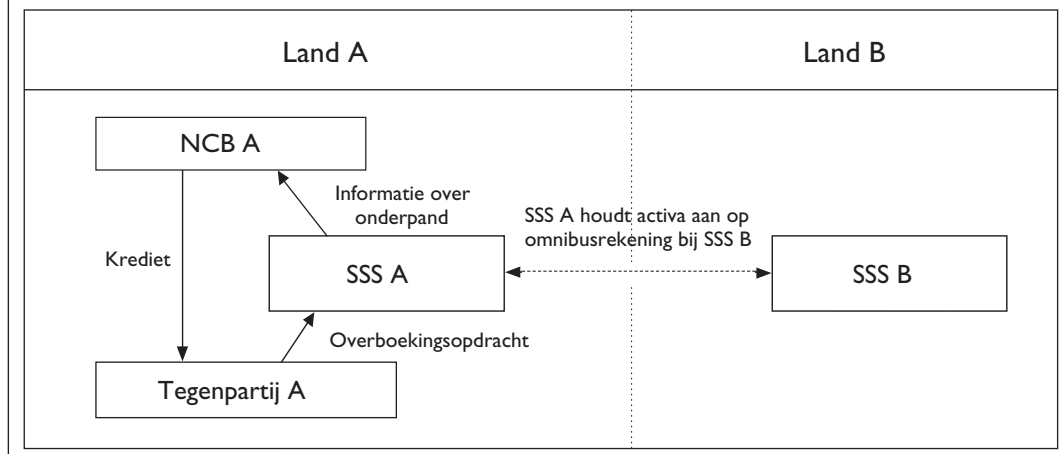 Land A
Land B
NCB A
Informatie over
onderpand
SSS A houdt activa aan op
omnibusrekening bij SSS B
Krediet
SSS A
SSS B
Overboekingsopdracht
Tegenpartij A